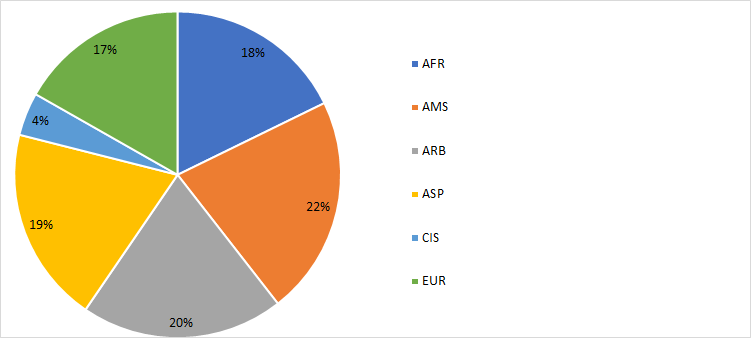 17%
18%
4%
22%
19%
20%
AFR
AMS
ARB
ASP
CIS
EUR